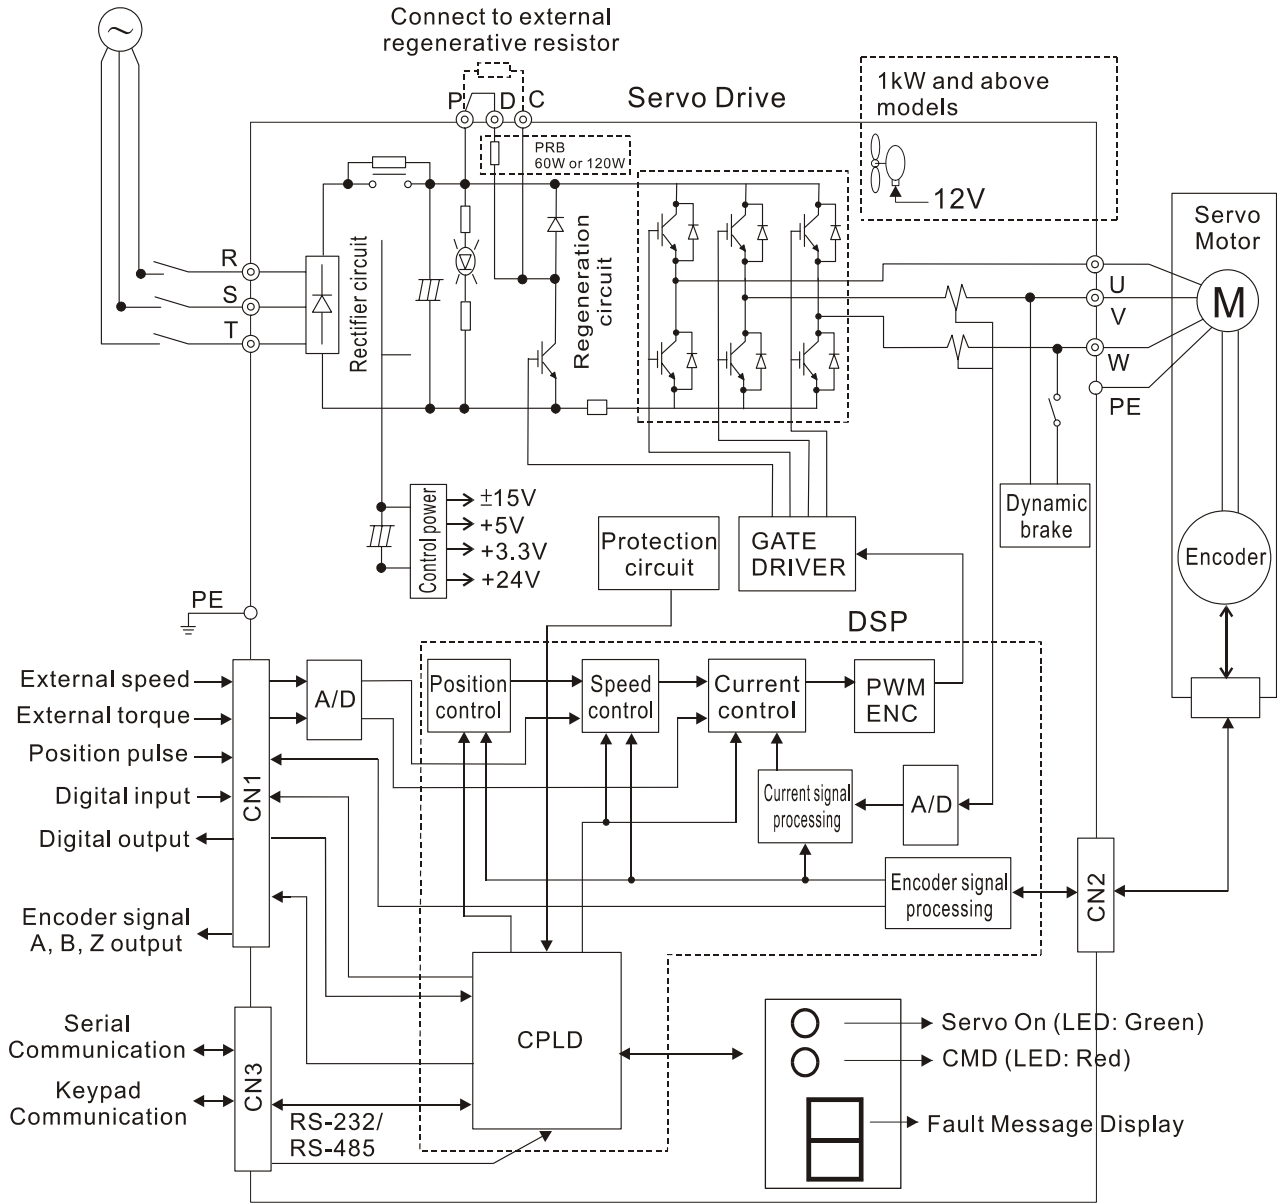 Connect to external
regenerative resistor
P
D
C
Servo Drive
1kW and above
models
12V
PRB
60W or 120W
Rectifier circuit
Regeneration
circuit
R
S
T
U
V
W
PE
Servo
Motor
M
Encoder
Dynamic
brake
Control power
±15V
+5V
+3.3V
+24V
Protection
circuit
GATE
DRIVER
PE
DSP
External speed
External torque
Position pulse
Digital input
Digital output
Encoder signal
A, B, Z output
CN1
A/D
Position
control
Speed
control
Current
control
PWM
ENC
Current signal
processing
A/D
Encoder signal
processing
CN2
Serial
Communication
Keypad
Communication
CN3
RS-232/
RS-485
CPLD
Servo On (LED: Green)
CMD (LED: Red)
Fault Message Display